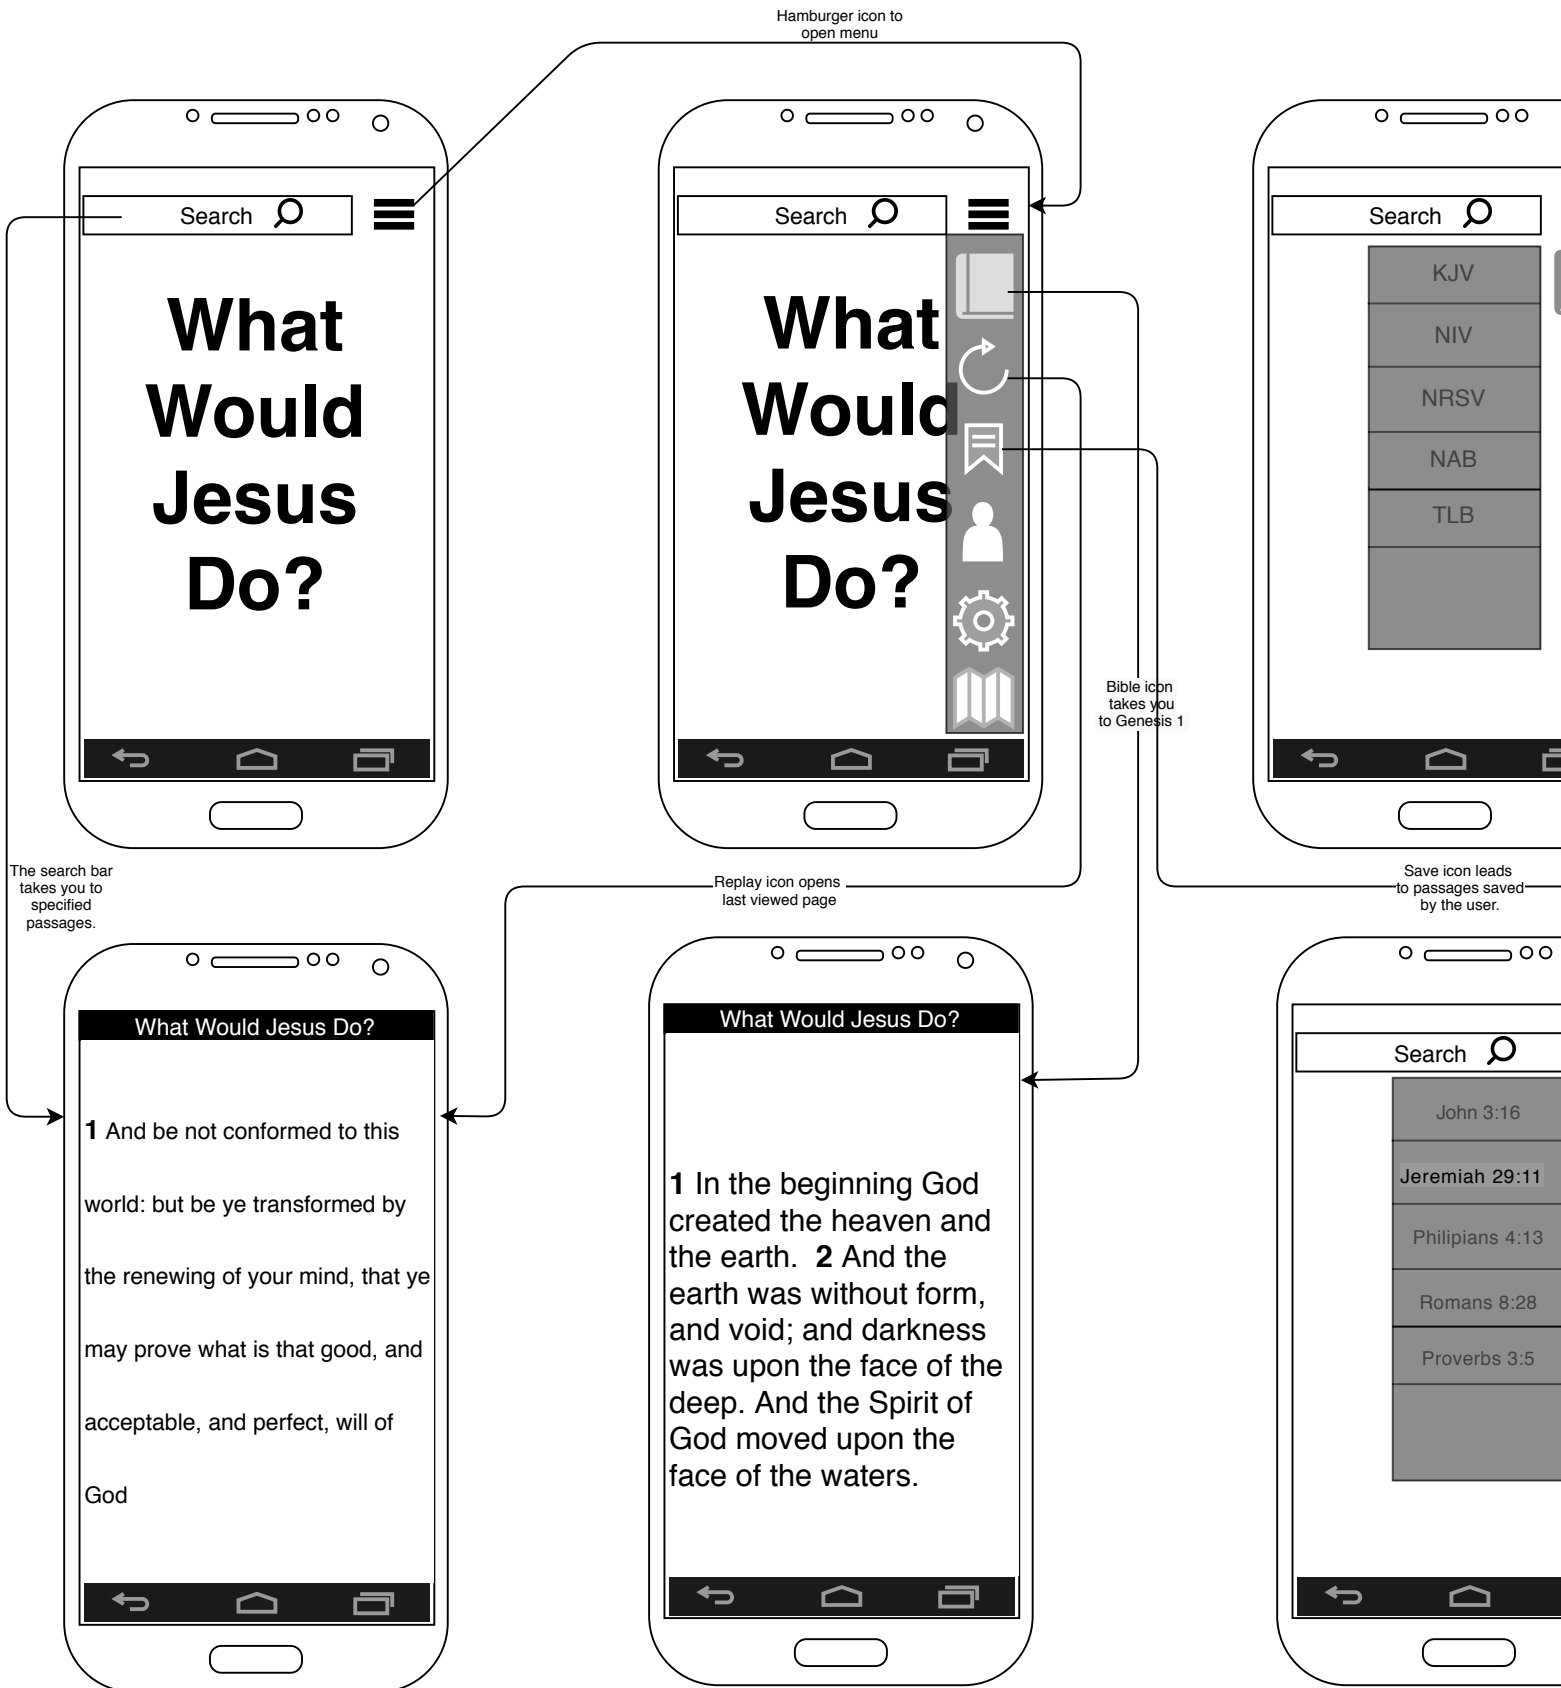 Hamburger icon to
open menu
Search
What
Would
Jesus
Do?
Search
What
Would
Jesus
Do?
Search
KJV
NIV
NRSV
NAB
TLB
Bible icon
takes you
to Genesis 1
The search bar
takes you to
specified
passages.
Replay icon opens
last viewed page
Save icon leads
to passages saved
by the user.
What Would Jesus Do?
1 And be not conformed to this
world: but be ye transformed by
the renewing of your mind, that ye
may prove what is that good, and
acceptable, and perfect, will of
God
What Would Jesus Do?
1 In the beginning God
created the heaven and
the earth.  2 And the
earth was without form,
and void; and darkness
was upon the face of the
deep. And the Spirit of
God moved upon the
face of the waters.
Search
John 3:16
Jeremiah 29:11
Philipians 4:13
Romans 8:28
Proverbs 3:5